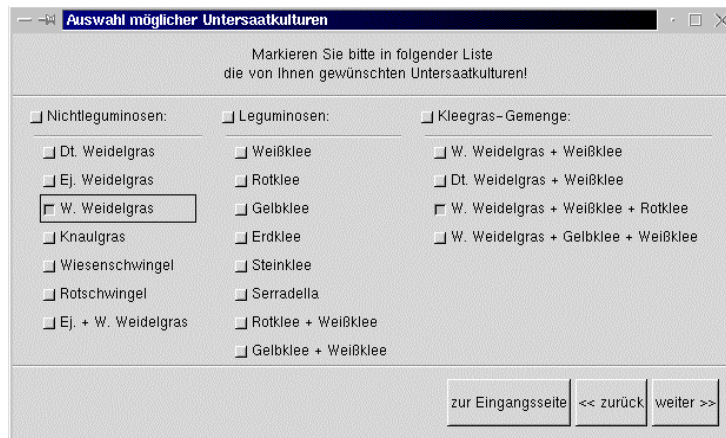 Auswahl möglicher Untersaatkulturen
Markieren Sie bitte in folgender Liste
die von Ihnen gewünschten Untersaatkulturen!
Nichtleguminosen:
Dt. Weidelgras
Ej. Weidelgras
W. Weidelgras
Knaulgras
Wiesenschwingel
Rotschwingel
Ej. + W. Weidelgras
Leguminosen:
Weißklee
Rotklee
Gelbklee
Erdklee
Steinklee
Serradella
Rotklee + Weißklee
Gelbklee + Weißklee
Kleegras-Gemenge:
W. Weidelgras + Weißklee
Dt. Weidelgras + Weißklee
W. Weidelgras + Weißklee + Rotklee
W. Weidelgras + Gelbklee + Weißklee
zur Eingangsseite
<< zurück
weiter >>